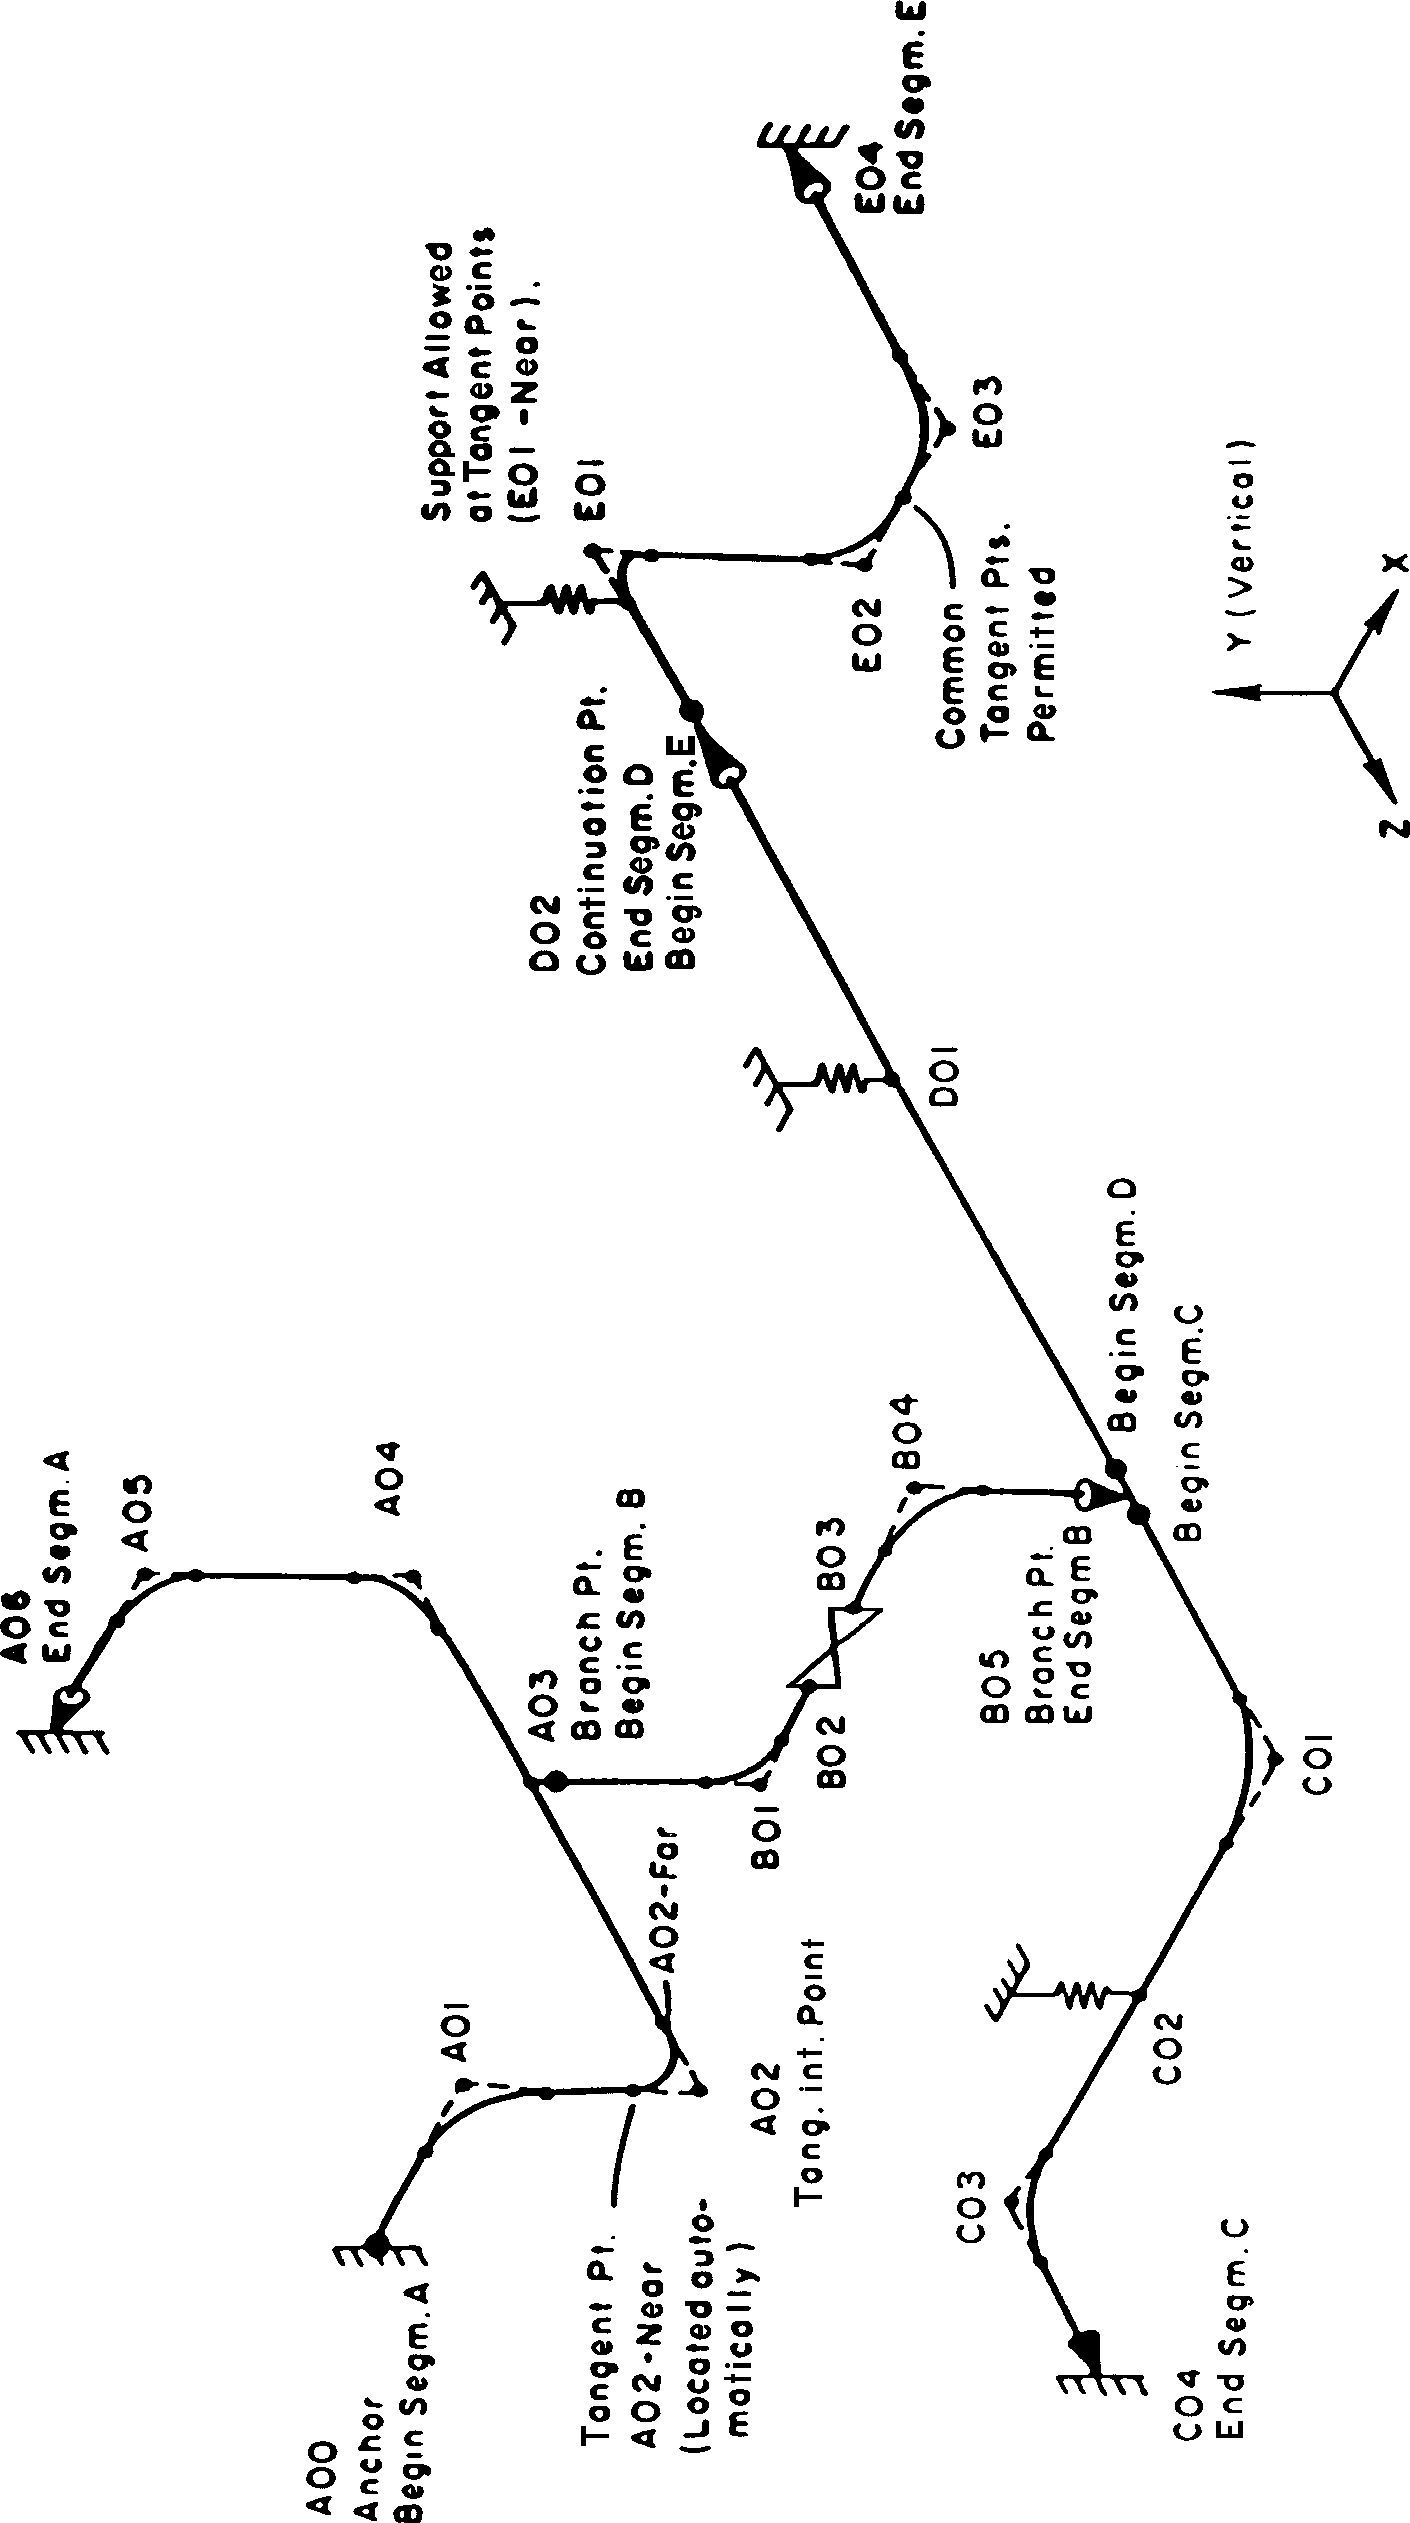 A00
Anchor
Begin Segm. A
A01
Tangent Pt.
A02-Near
(Located auto-
matically)
A02
Tang. int. Point
A02-Far
A03
Branch Pt.
Begin Segm. B
A04
A05
A06
End Segm. A
B01
B02
B03
B04
B05
Branch Pt.
End Segm B
Begin Segm. D
Begin Segm. C
C01
C02
C03
C04
End Segm. C
D01
D02
Continuation Pt.
End Segm. D
Begin Segm. E
Support Allowed
at Tangent Points
(E01 -Near).
E01
E02
Common
Tangent Pts.
Permitted
E03
E04
End Segm. E
Y (Vertical)
X
Z